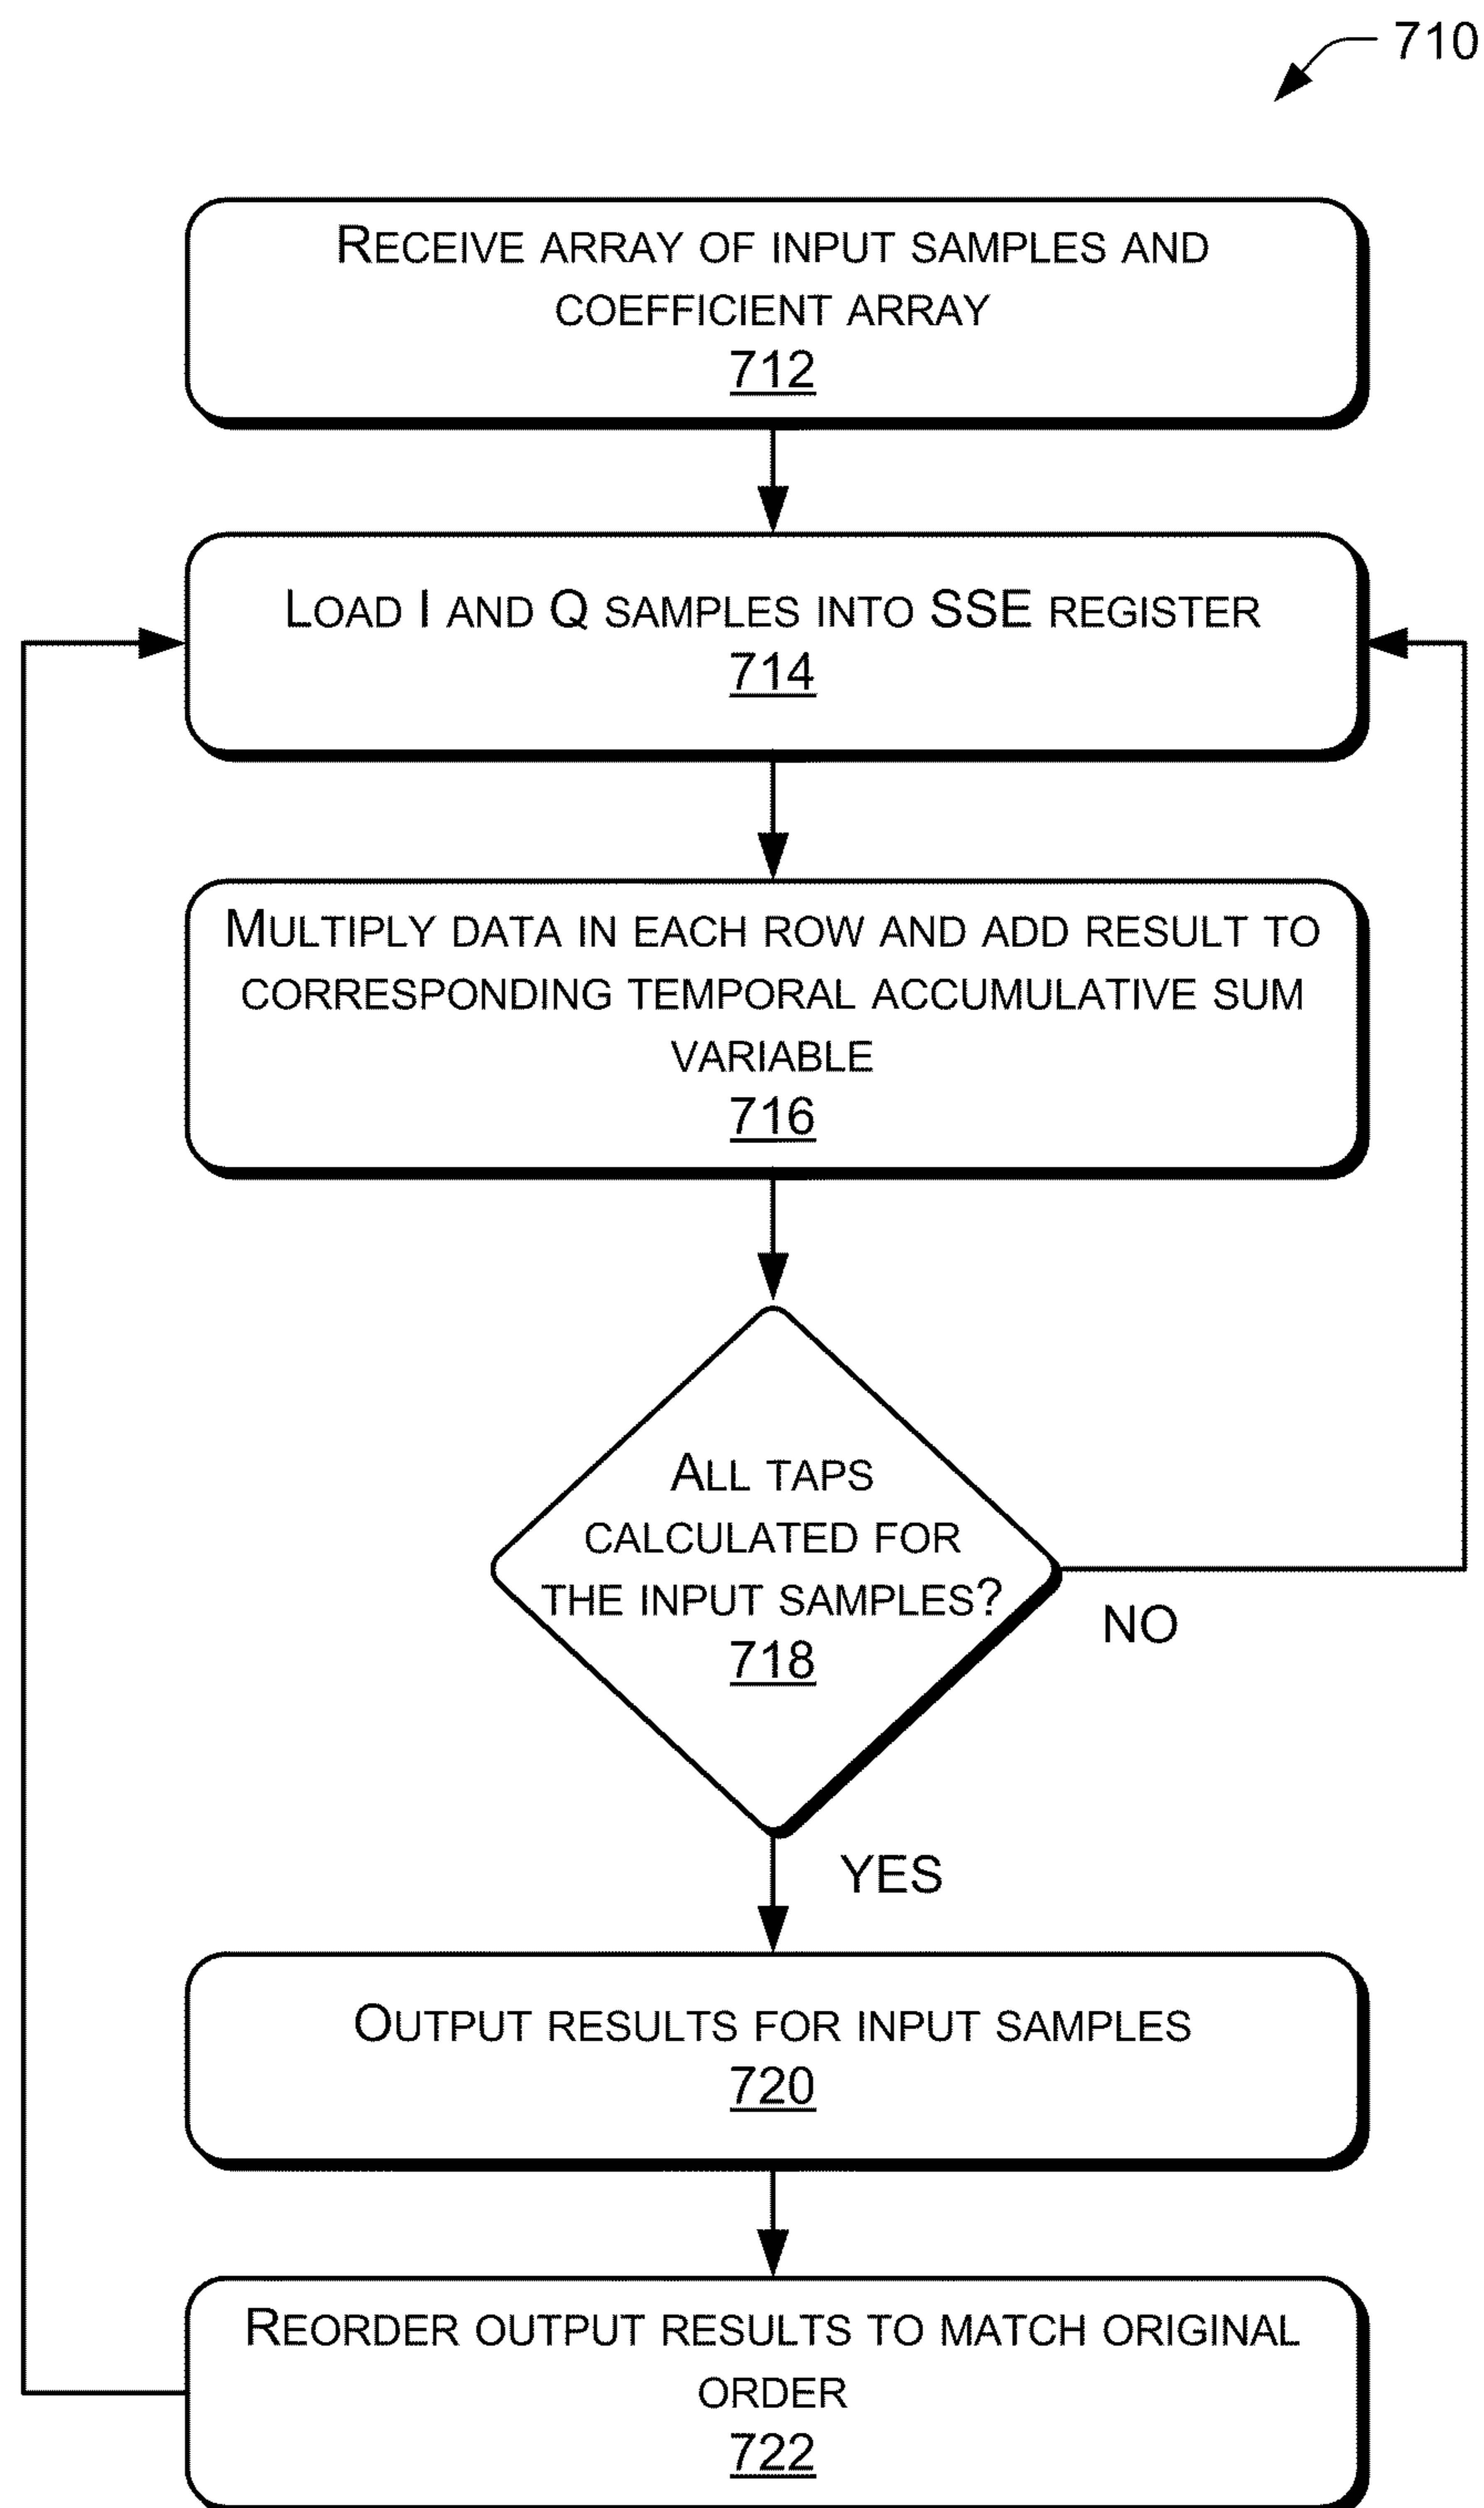 710
RECEIVE ARRAY OF INPUT SAMPLES AND
COEFFICIENT ARRAY
712
LOAD I AND Q SAMPLES INTO SSE REGISTER
714
MULTIPLY DATA IN EACH ROW AND ADD RESULT TO
CORRESPONDING TEMPORAL ACCUMULATIVE SUM
VARIABLE
716
ALL TAPS
CALCULATED FOR
THE INPUT SAMPLES?
718
NO
YES
OUTPUT RESULTS FOR INPUT SAMPLES
720
REORDER OUTPUT RESULTS TO MATCH ORIGINAL
ORDER
722